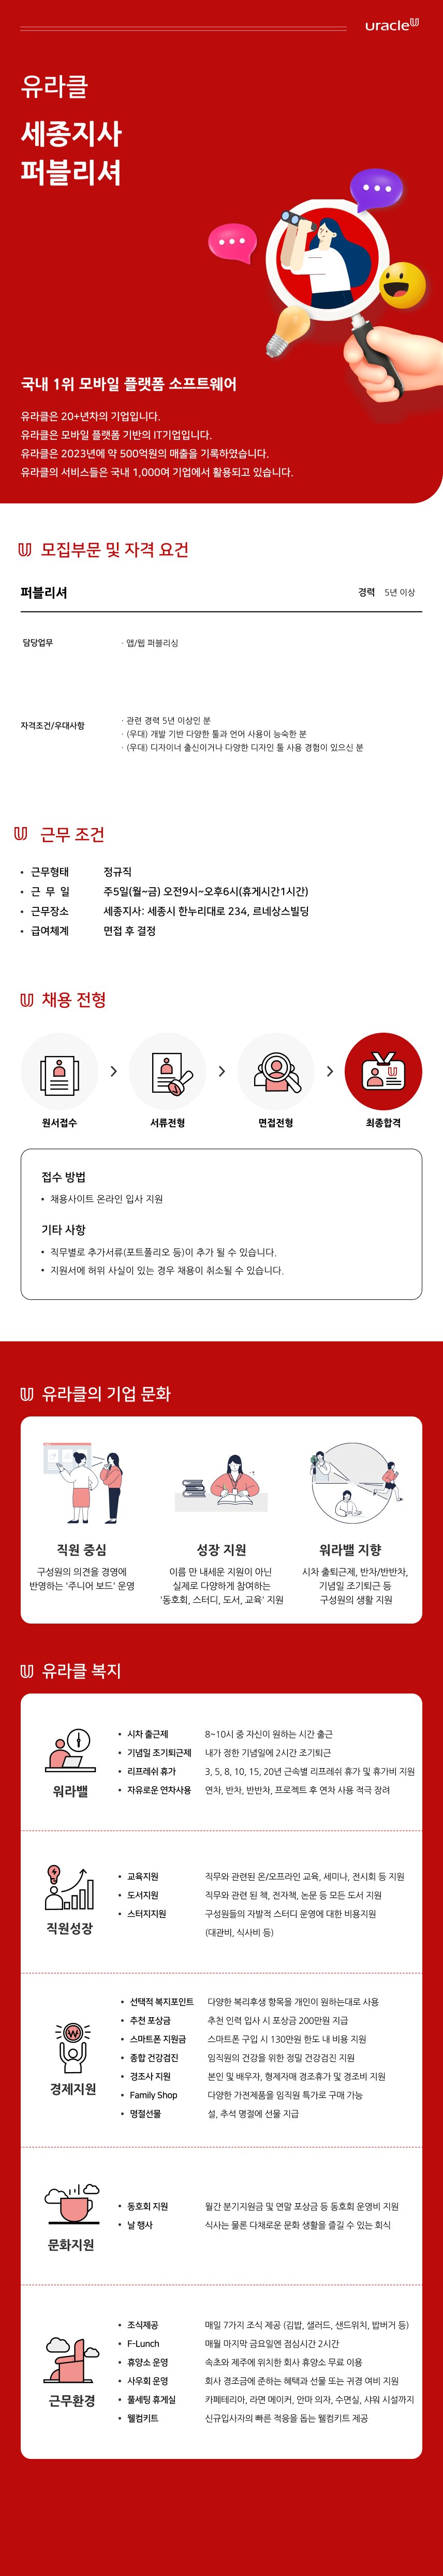 uracle
유라클
세종지사
퍼블리셔
국내 1위 모바일 플랫폼 소프트웨어
유라클은 20+년차의 기업입니다.
유라클은 모바일 플랫폼 기반의 IT기업입니다.
유라클은 2023년에 약 500억원의 매출을 기록하였습니다.
유라클의 서비스들은 국내 1,000여 기업에서 활용되고 있습니다.
모집부문 및 자격 요건
퍼블리셔 경력 5년 이상
담당업무 · 앱/웹 퍼블리싱
· 관련 경력 5년 이상인 분
자격조건/우대사항 · (우대) 개발 기반 다양한 툴과 언어 사용이 능숙한 분
· (우대) 디자이너 출신이거나 다양한 디자인 툴 사용 경험이 있으신 분
근무 조건
• 근무형태 정규직
• 근 무 일 주5일(월~금) 오전9시~오후6시(휴게시간1시간)
• 근무장소 세종지사: 세종시 한누리대로 234, 르네상스빌딩
• 급여체계 면접 후 결정
채용 전형
원서접수 > 서류전형 > 면접전형 > 최종합격
접수 방법
• 채용사이트 온라인 입사 지원
기타 사항
• 직무별로 추가서류(포트폴리오 등)이 추가 될 수 있습니다.
• 지원서에 허위 사실이 있는 경우 채용이 취소될 수 있습니다.
유라클의 기업 문화
직원 중심
구성원의 의견을 경영에
반영하는 '주니어 보드' 운영
성장 지원
이름 만 내세운 지원이 아닌
실제로 다양하게 참여하는
'동호회, 스터디, 도서, 교육' 지원
워라밸 지향
시차 출퇴근제, 반차/반반차,
기념일 조기퇴근 등
구성원의 생활 지원
유라클 복지
워라밸
• 시차 출근제 8~10시 중 자신이 원하는 시간 출근
• 기념일 조기퇴근제 내가 정한 기념일에 2시간 조기퇴근
• 리프레쉬 휴가 3, 5, 8, 10, 15, 20년 근속별 리프레쉬 휴가 및 휴가비 지원
• 자유로운 연차사용 연차, 반차, 반반차, 프로젝트 후 연차 사용 적극 장려
직원성장
• 교육지원 직무와 관련된 온/오프라인 교육, 세미나, 전시회 등 지원
• 도서지원 직무와 관련 된 책, 전자책, 논문 등 모든 도서 지원
• 스터지지원 구성원들의 자발적 스터디 운영에 대한 비용지원
(대관비, 식사비 등)
경제지원
• 선택적 복지포인트 다양한 복리후생 항목을 개인이 원하는대로 사용
• 추천 포상금 추천 인력 입사 시 포상금 200만원 지급
• 스마트폰 지원금 스마트폰 구입 시 130만원 한도 내 비용 지원
• 종합 건강검진 임직원의 건강을 위한 정밀 건강검진 지원
• 경조사 지원 본인 및 배우자, 형제자매 경조휴가 및 경조비 지원
• Family Shop 다양한 가전제품을 임직원 특가로 구매 가능
• 명절선물 설, 추석 명절에 선물 지급
문화지원
• 동호회 지원 월간 분기지원금 및 연말 포상금 등 동호회 운영비 지원
• 날 행사 식사는 물론 다채로운 문화 생활을 즐길 수 있는 회식
근무환경
• 조식제공 매일 7가지 조식 제공 (김밥, 샐러드, 샌드위치, 밥버거 등)
• F-Lunch 매월 마지막 금요일엔 점심시간 2시간
• 휴양소 운영 속초와 제주에 위치한 회사 휴양소 무료 이용
• 사우회 운영 회사 경조금에 준하는 혜택과 선물 또는 귀경 여비 지원
• 풀세팅 휴게실 카페테리아, 라면 메이커, 안마 의자, 수면실, 샤워 시설까지
• 웰컴키트 신규입사자의 빠른 적응을 돕는 웰컴키트 제공